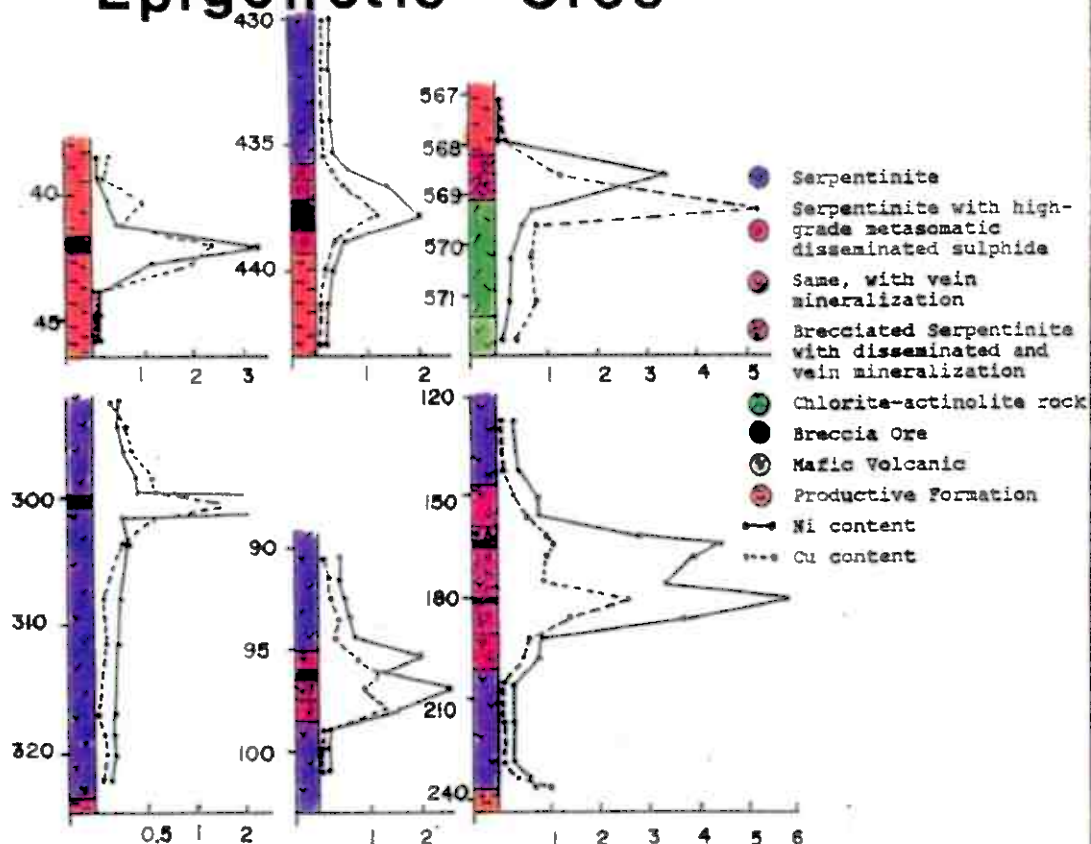 Epigenetic Ores
430
435
440
1 2
40
45
1 2 3
567
568
569
570
571
1 2 3 4 5
Serpentinite
Serpentinite with high-
grade metasomatic
disseminated sulphide
Same, with vein
mineralization
Brecciated Serpentinite
with disseminated and
vein mineralization
Chlorite-actinolite rock
Breccia Ore
Mafic Volcanic
Productive Formation
Ni content
Cu content
300
310
320
0.5 1 2
90
95
100
1 2
120
150
180
210
240
1 2 3 4 5 6